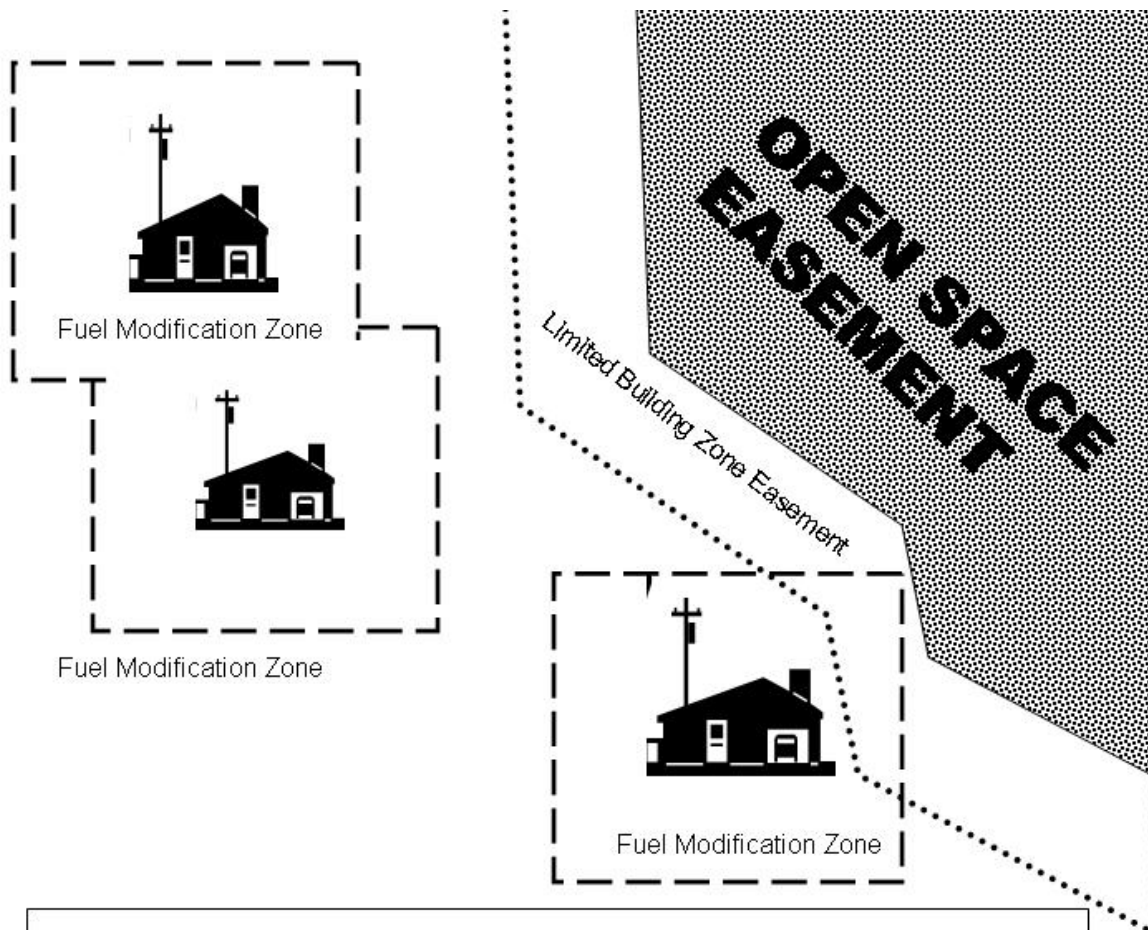 OPEN SPACE
EASEMENT
Fuel Modification Zone
Limited Building Zone Easement
Fuel Modification Zone
Fuel Modification Zone